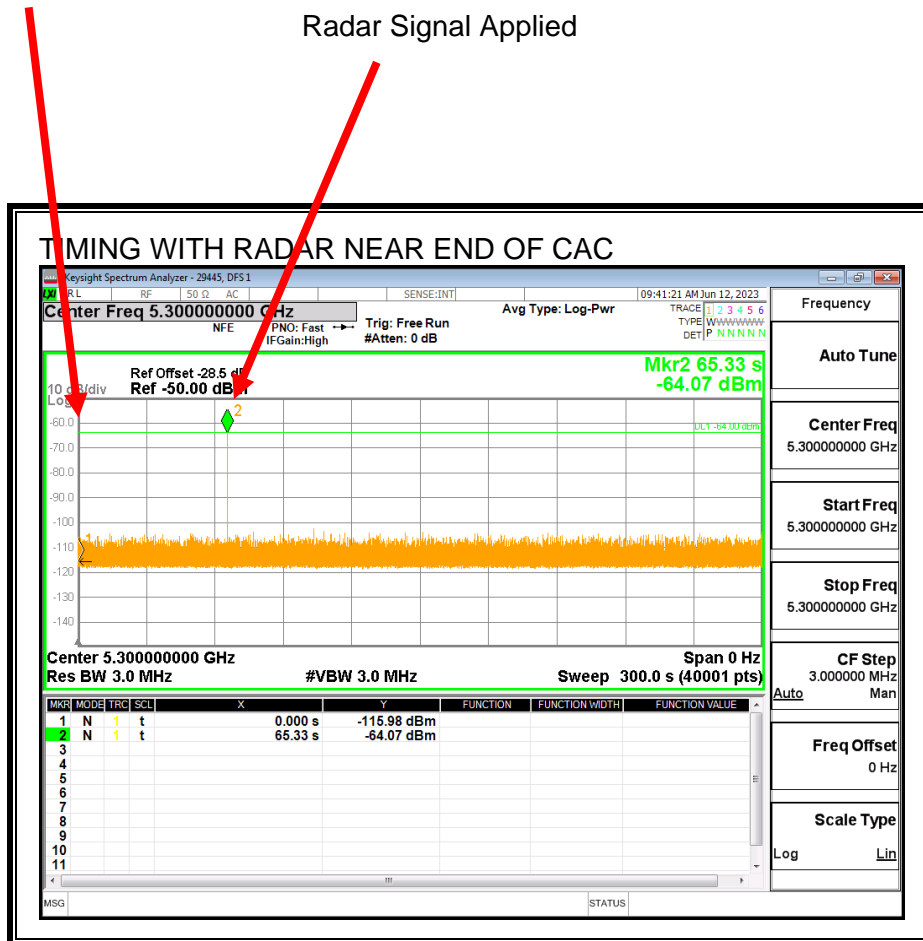 Radar Signal Applied
TIMING WITH RADAR NEAR END OF CAC
Keysight Spectrum Analyzer - 29445, DFS 1
LXI RL RF 50 Ω AC SENSE:INT 09:41:21 AM Jun 12, 2023
Center Freq 5.300000000 GHz Avg Type: Log-Pwr TRACE 1 2 3 4 5 6
NFE PNO: Fast Trig: Free Run TYPE WWWWWW
IFGain:High #Atten: 0 dB DET P N N N N N
Mkr2 65.33 s
Ref Offset -28.5 dB -64.07 dBm
10 dB/div Ref -50.00 dBm
Log
2
-60.0
DL1 -64.00 dBm
-70.0
-80.0
-90.0
-100
1
-110
-120
-130
-140
Center 5.300000000 GHz Span 0 Hz
Res BW 3.0 MHz #VBW 3.0 MHz Sweep 300.0 s (40001 pts)
MKR MODE TRC SCL X Y FUNCTION FUNCTION WIDTH FUNCTION VALUE
1 N 1 t 0.000 s -115.98 dBm
2 N 1 t 65.33 s -64.07 dBm
3
4
5
6
7
8
9
10
11
MSG STATUS
Frequency
Auto Tune
Center Freq
5.300000000 GHz
Start Freq
5.300000000 GHz
Stop Freq
5.300000000 GHz
CF Step
3.000000 MHz
Auto Man
Freq Offset
0 Hz
Scale Type
Log Lin